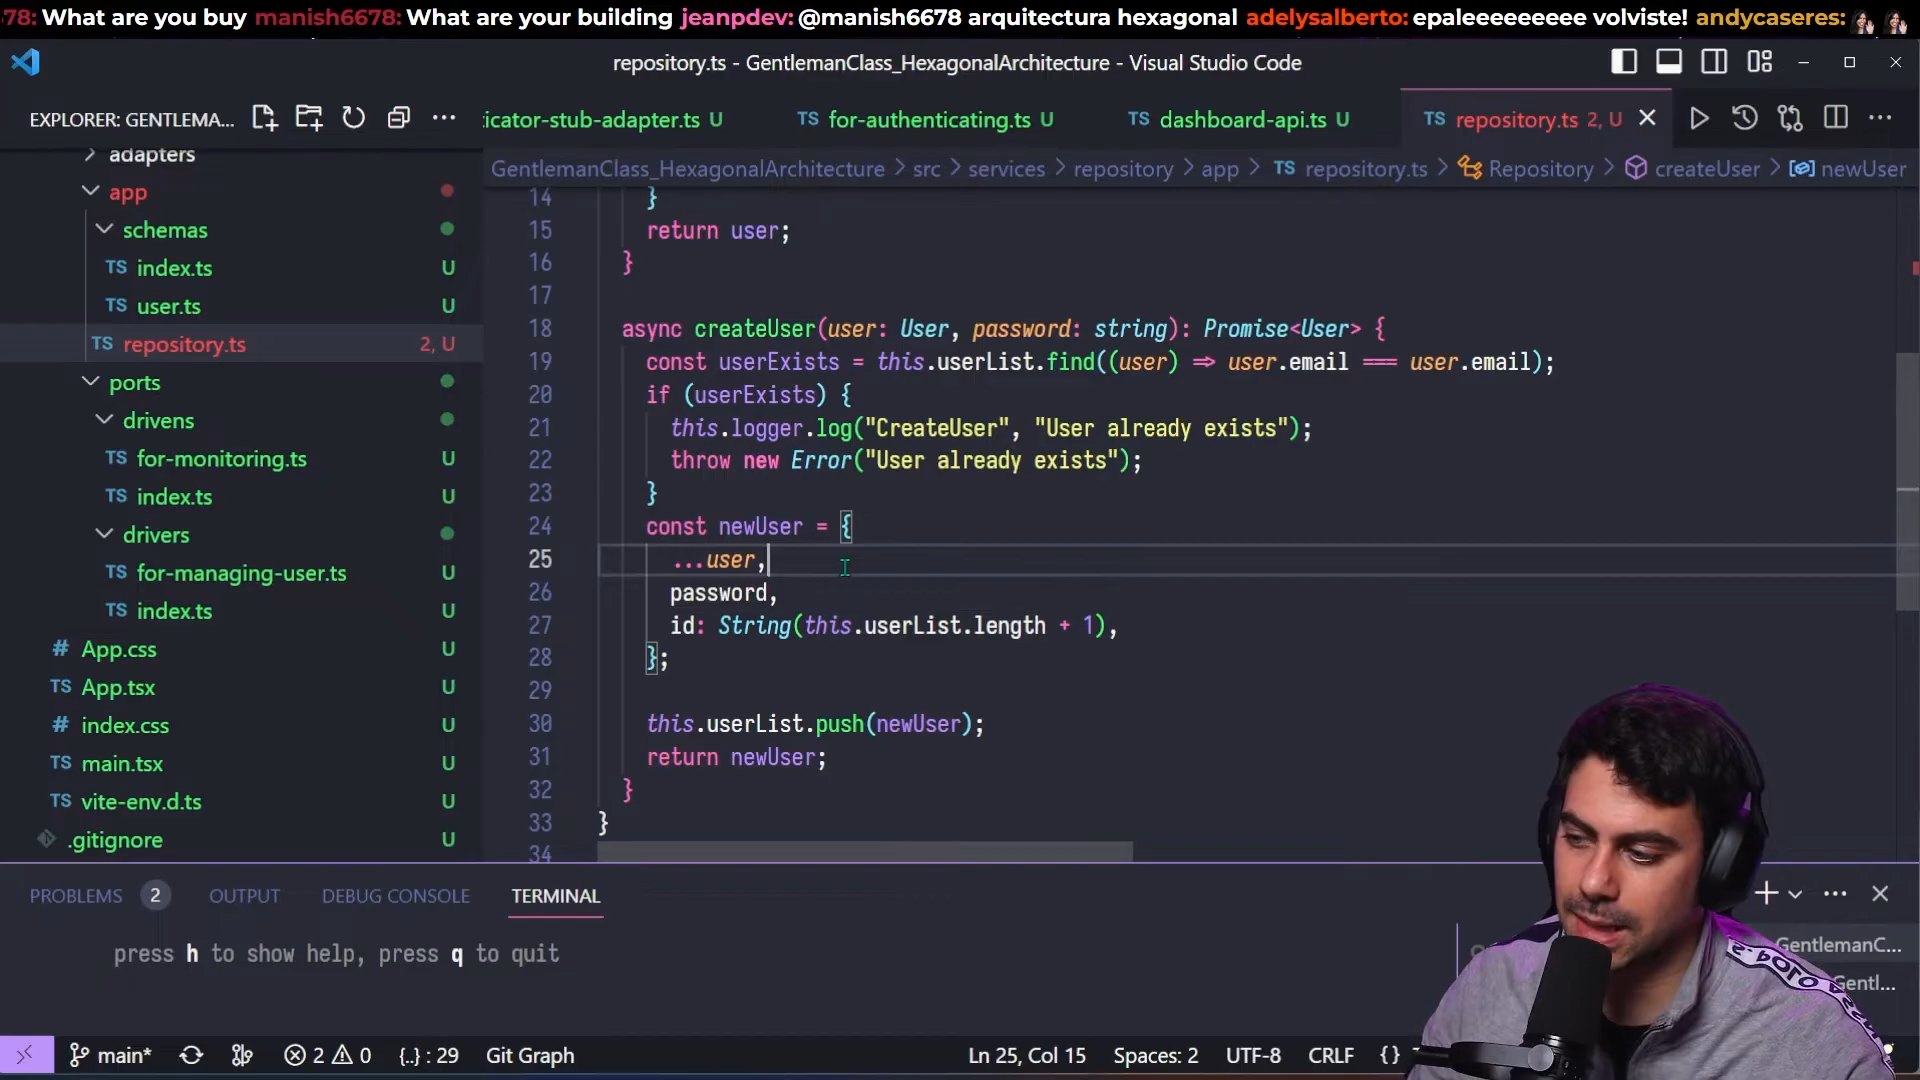 78: What are you buy manish6678: What are your building jeanpdev: @manish6678 arquitectura hexagonal adelysalberto: epaleeeeeeeee volviste! andycaseres:
repository.ts - GentlemanClass_HexagonalArchitecture - Visual Studio Code
EXPLORER: GENTLEMA...
icator-stub-adapter.ts U
TS for-authenticating.ts U
TS dashboard-api.ts U
TS repository.ts 2, U
GentlemanClass_HexagonalArchitecture > src > services > repository > app > TS repository.ts > Repository > createUser > newUser
adapters
app
schemas
TS index.ts U
TS user.ts U
TS repository.ts 2, U
ports
drivens
TS for-monitoring.ts U
TS index.ts U
drivers
TS for-managing-user.ts U
TS index.ts U
# App.css U
TS App.tsx U
# index.css U
TS main.tsx U
TS vite-env.d.ts U
.gitignore U
14 }
15 return user;
16 }
17
18 async createUser(user: User, password: string): Promise<User> {
19 const userExists = this.userList.find((user) => user.email === user.email);
20 if (userExists) {
21 this.logger.log("CreateUser", "User already exists");
22 throw new Error("User already exists");
23 }
24 const newUser = {
25 ...user,
26 password,
27 id: String(this.userList.length + 1),
28 };
29
30 this.userList.push(newUser);
31 return newUser;
32 }
33 }
34
PROBLEMS 2 OUTPUT DEBUG CONSOLE TERMINAL
press h to show help, press q to quit
GentlemanC...
Gentl...
POLO
main* 2 0 {..} : 29 Git Graph
Ln 25, Col 15 Spaces: 2 UTF-8 CRLF {}